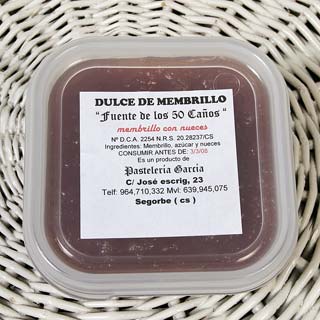 DULCE DE MEMBRILLO
"Fuente de los 50 Caños"
membrillo con nueces
Nº D.C.A. 2254 N.R.S. 20.28237/CS
Ingredientes: Membrillo, azúcar y nueces
CONSUMIR ANTES DE: 3/3/08
Es un producto de
Pastelería García
C/ José escrig, 23
Telf: 964,710,332 Mvl: 639,945,075
Segorbe ( cs )